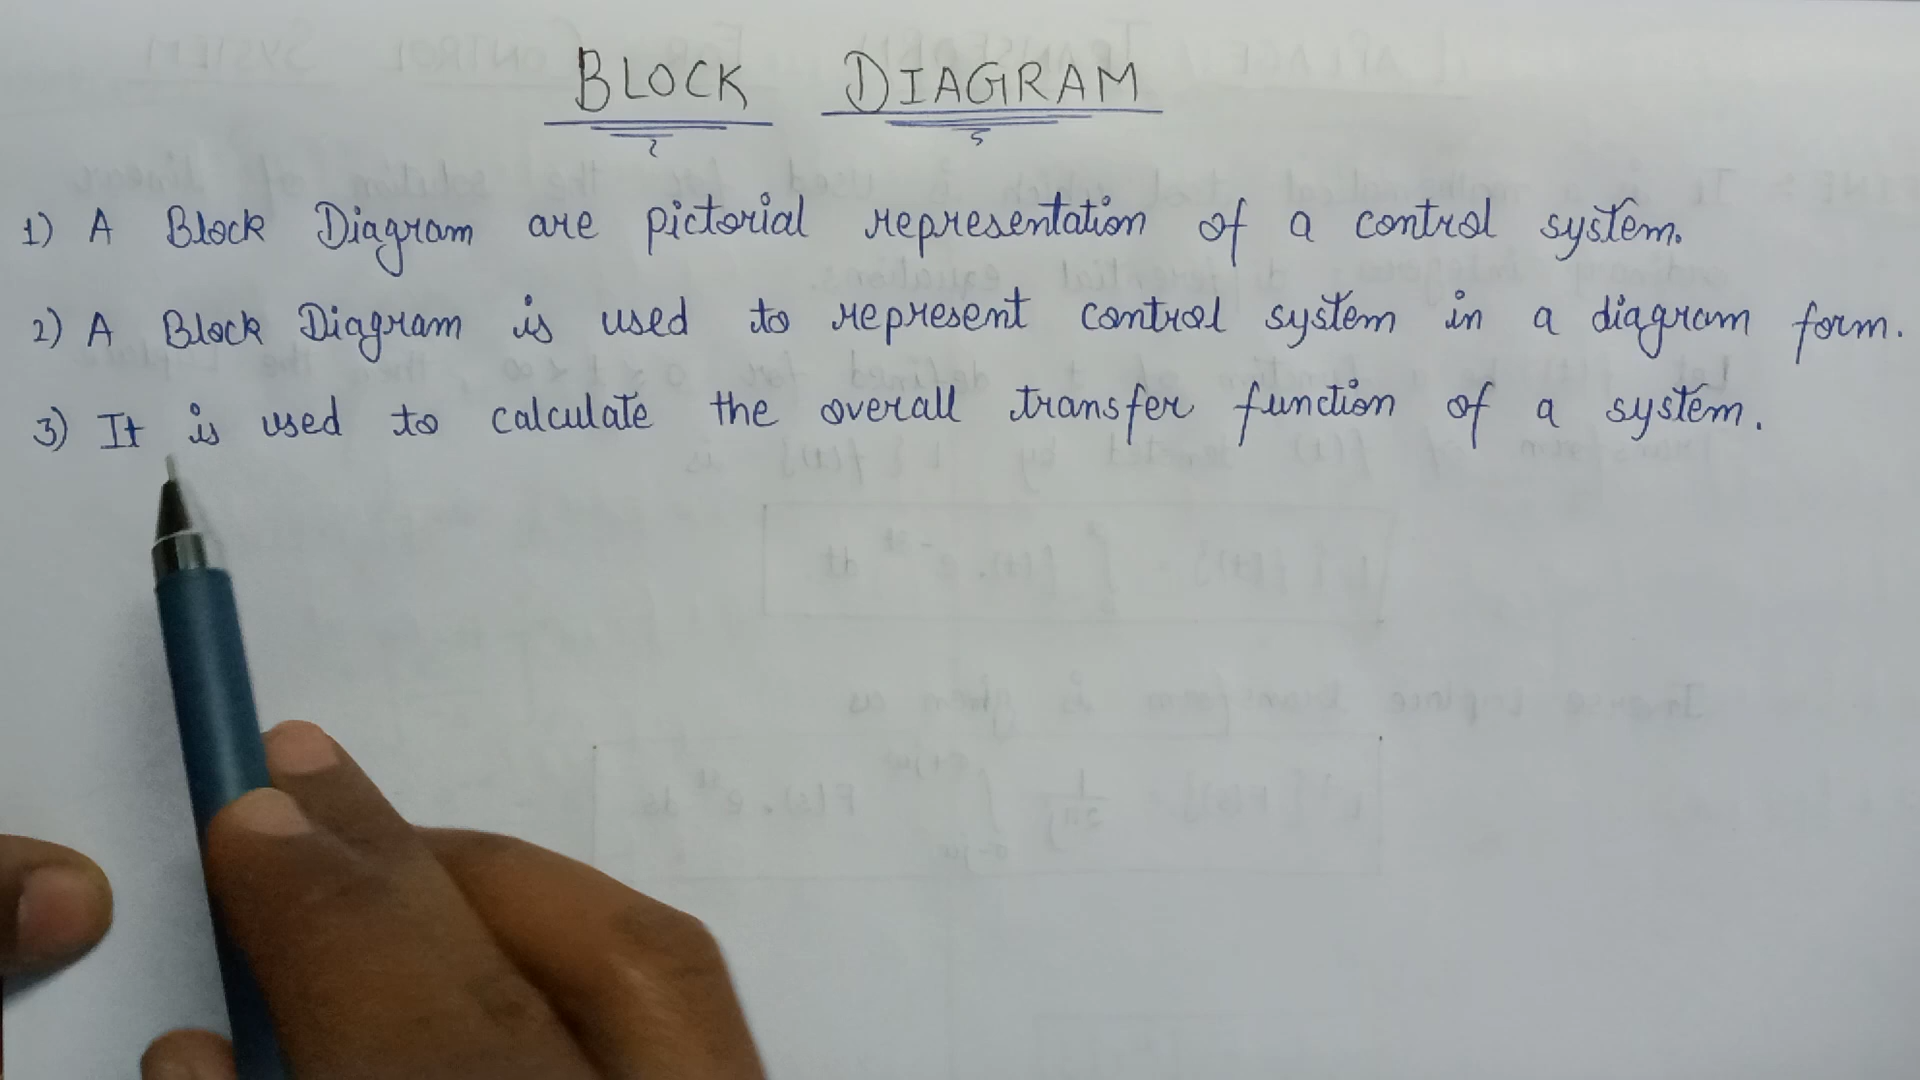 BLOCK DIAGRAM
1) A Block Diagram are pictorial representation of a control system.
2) A Block Diagram is used to represent control system in a diagram form.
3) It is used to calculate the overall transfer function of a system.